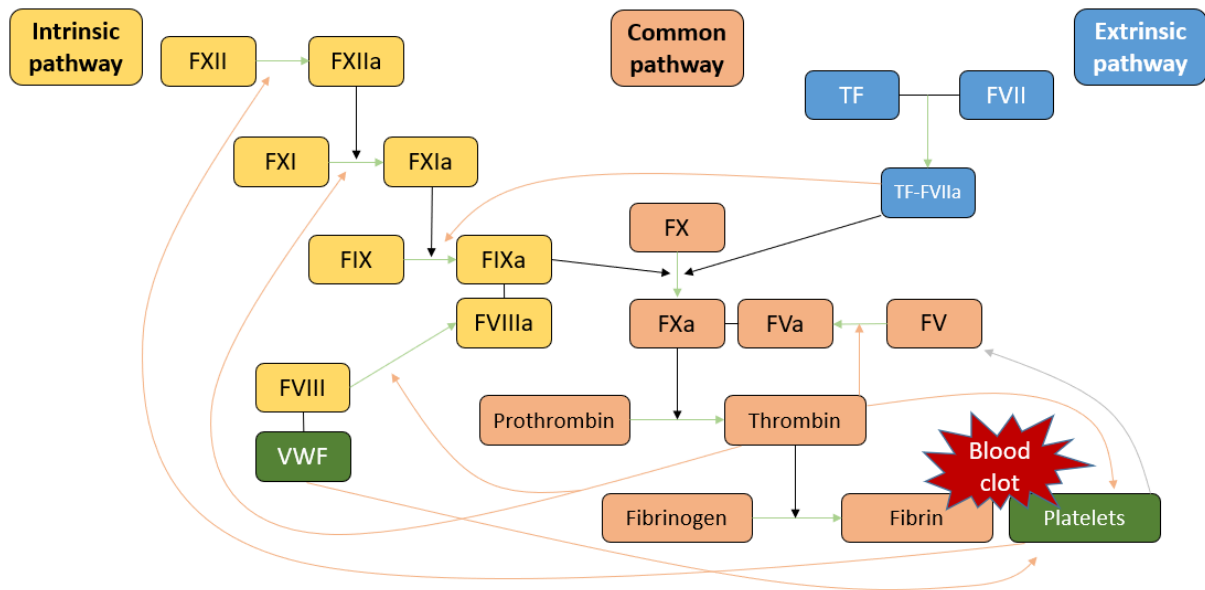 Intrinsic
pathway
FXII
FXIIa
Common
pathway
Extrinsic
pathway
TF
FVII
FXI
FXIa
TF-FVIIa
FX
FIX
FIXa
FVIIIa
FXa
FVa
FV
FVIII
VWF
Prothrombin
Thrombin
Blood
clot
Fibrinogen
Fibrin
Platelets